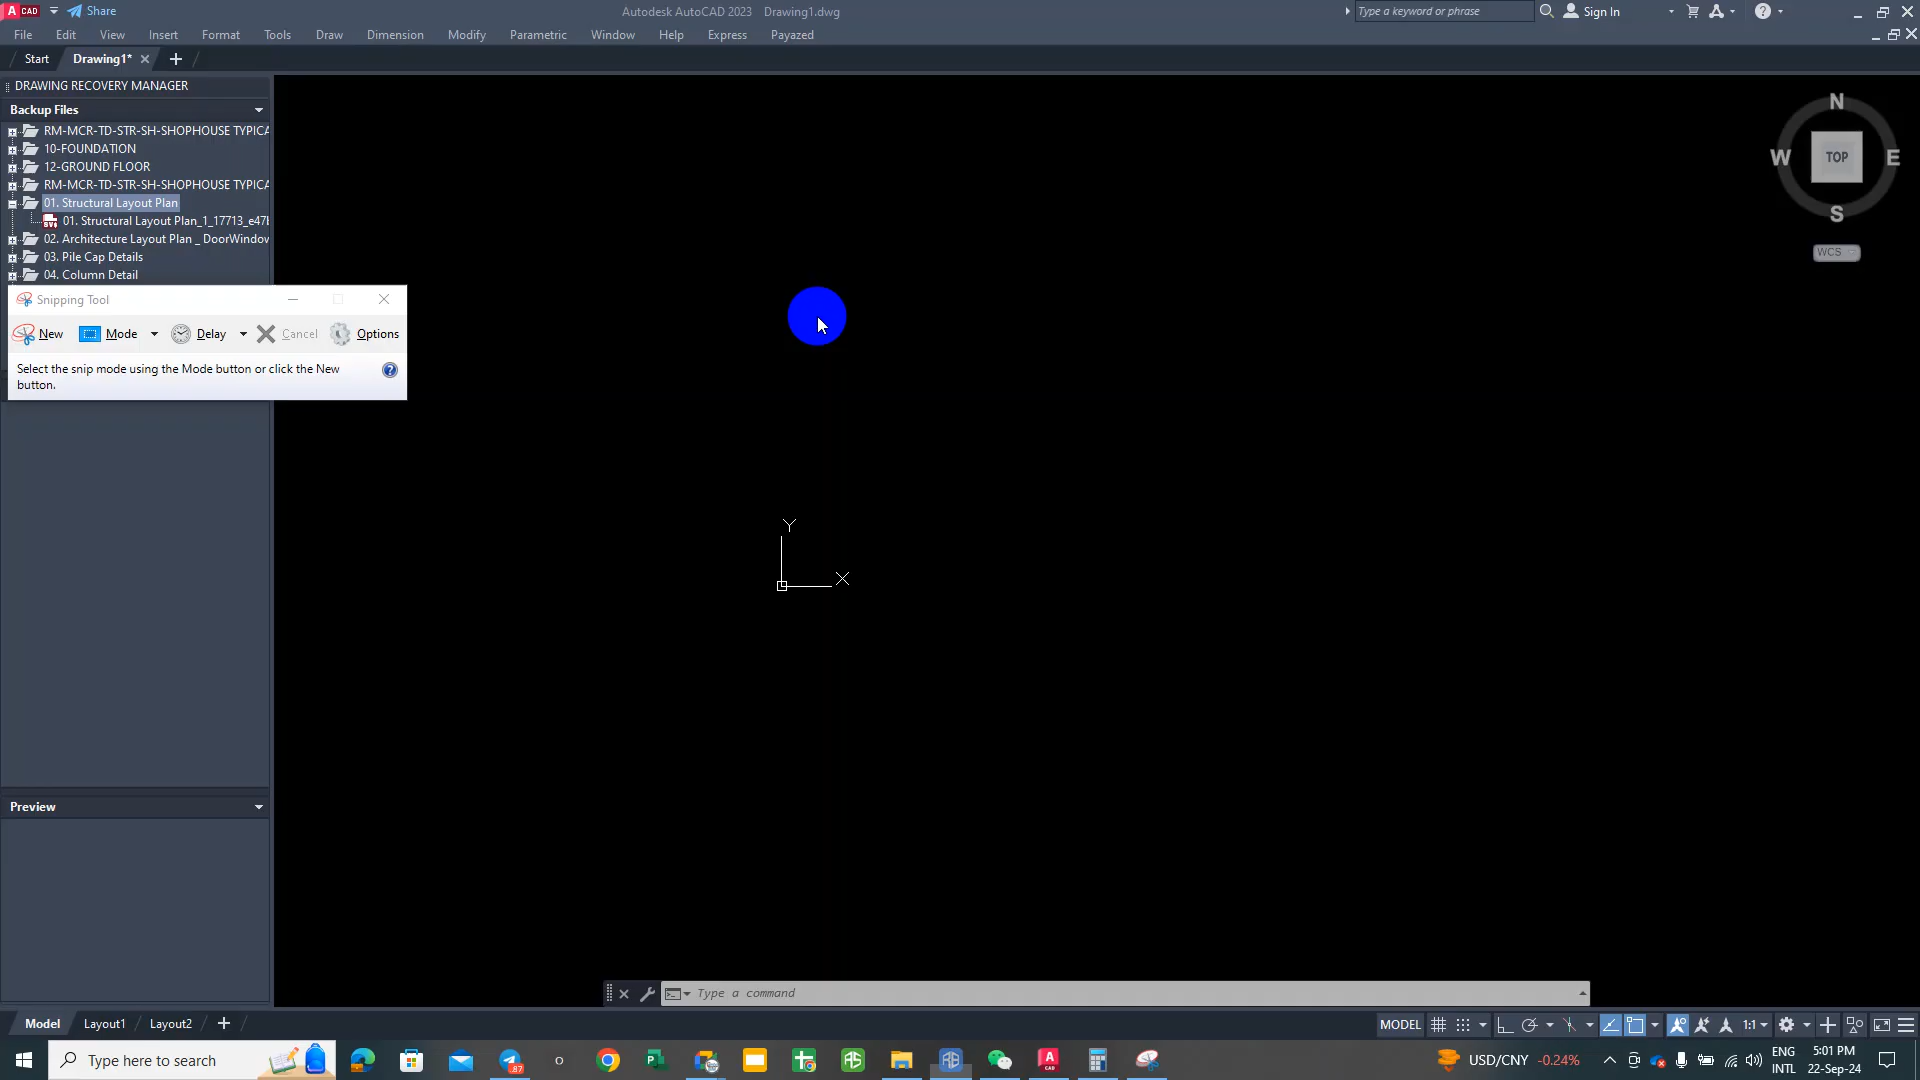 A CAD Share Autodesk AutoCAD 2023 Drawing1.dwg Type a keyword or phrase Sign In
File Edit View Insert Format Tools Draw Dimension Modify Parametric Window Help Express Payazed
Start Drawing1*
DRAWING RECOVERY MANAGER
Backup Files
RM-MCR-TD-STR-SH-SHOPHOUSE TYPICA
10-FOUNDATION
12-GROUND FLOOR
RM-MCR-TD-STR-SH-SHOPHOUSE TYPICA
01. Structural Layout Plan
01. Structural Layout Plan_1_17713_e47
02. Architecture Layout Plan _ DoorWindow
03. Pile Cap Details
04. Column Detail
Snipping Tool
New Mode Delay Cancel Options
Select the snip mode using the Mode button or click the New
button.
N
W TOP E
S
WCS
Y
X
Preview
Type a command
Model Layout1 Layout2 MODEL 1:1
Type here to search 87 USD/CNY -0.24% ENG INTL 5:01 PM 22-Sep-24